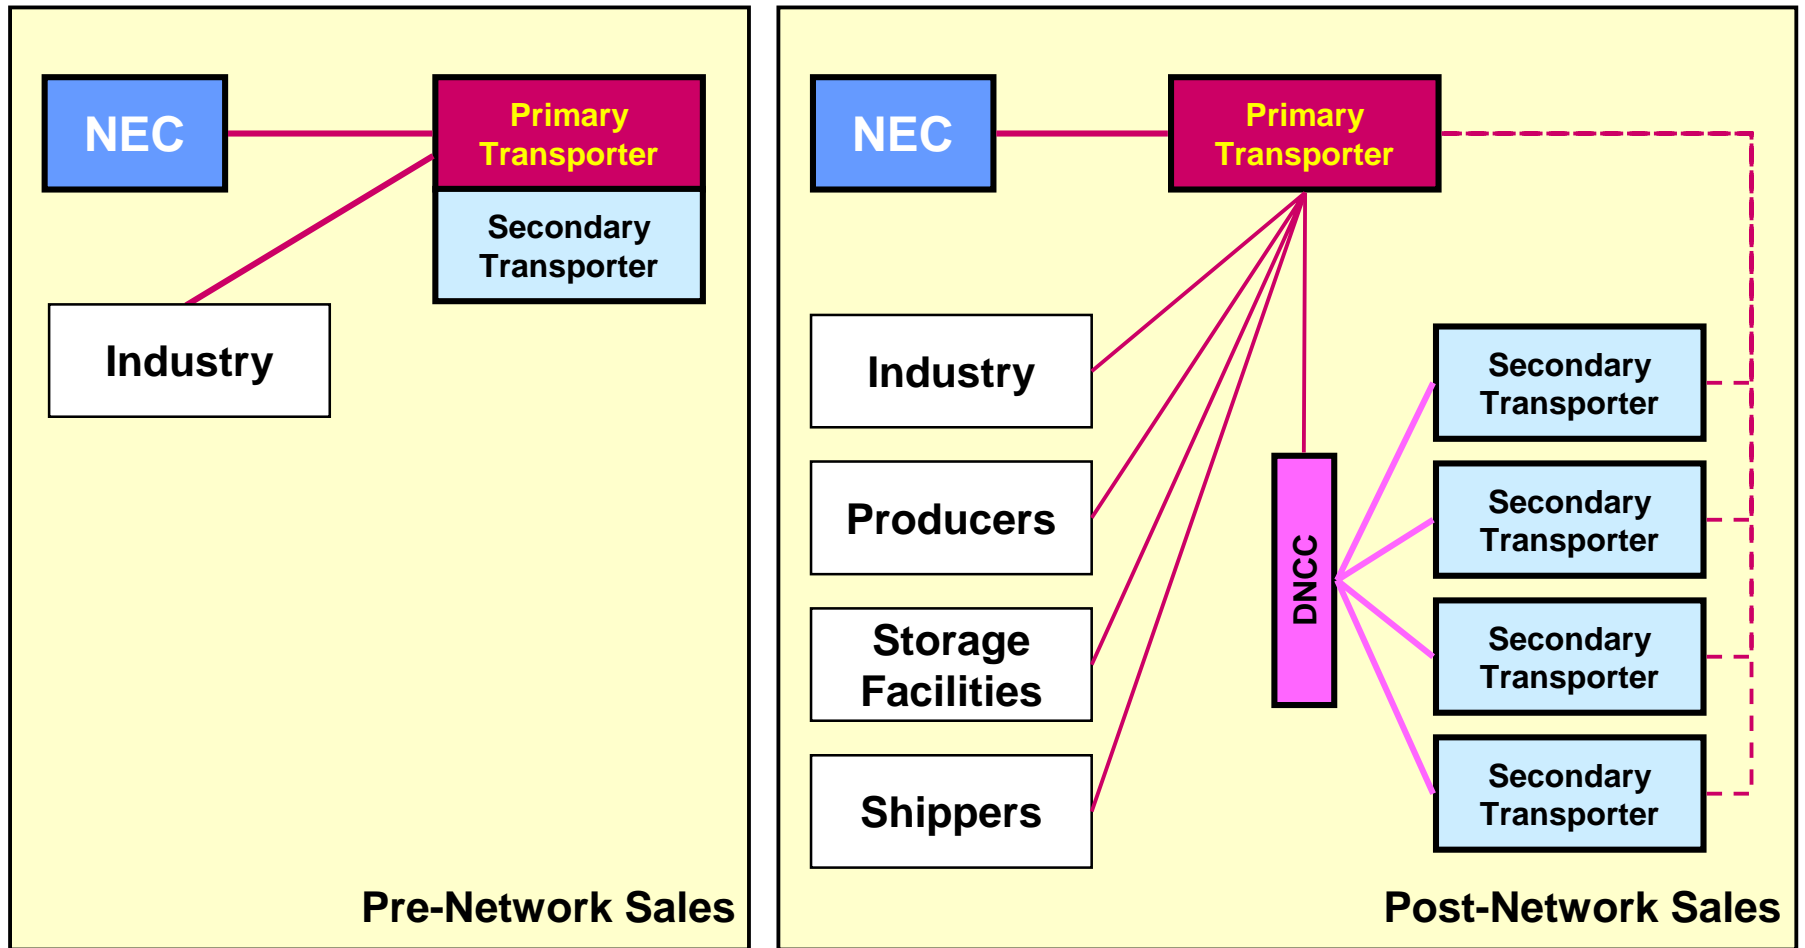 NEC
Primary
Transporter
Secondary
Transporter
Industry
Pre-Network Sales
NEC
Primary
Transporter
Industry
Producers
Storage
Facilities
Shippers
DNCC
Secondary
Transporter
Secondary
Transporter
Secondary
Transporter
Secondary
Transporter
Post-Network Sales